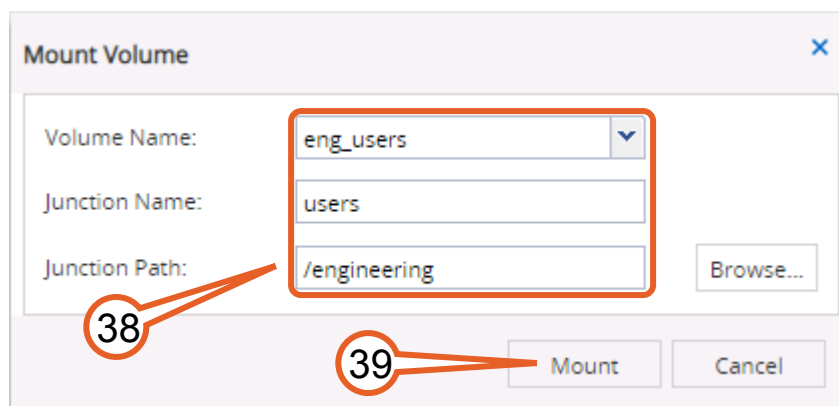 Mount Volume
Volume Name: eng_users
Junction Name: users
Junction Path: /engineering Browse...
38
39 Mount Cancel